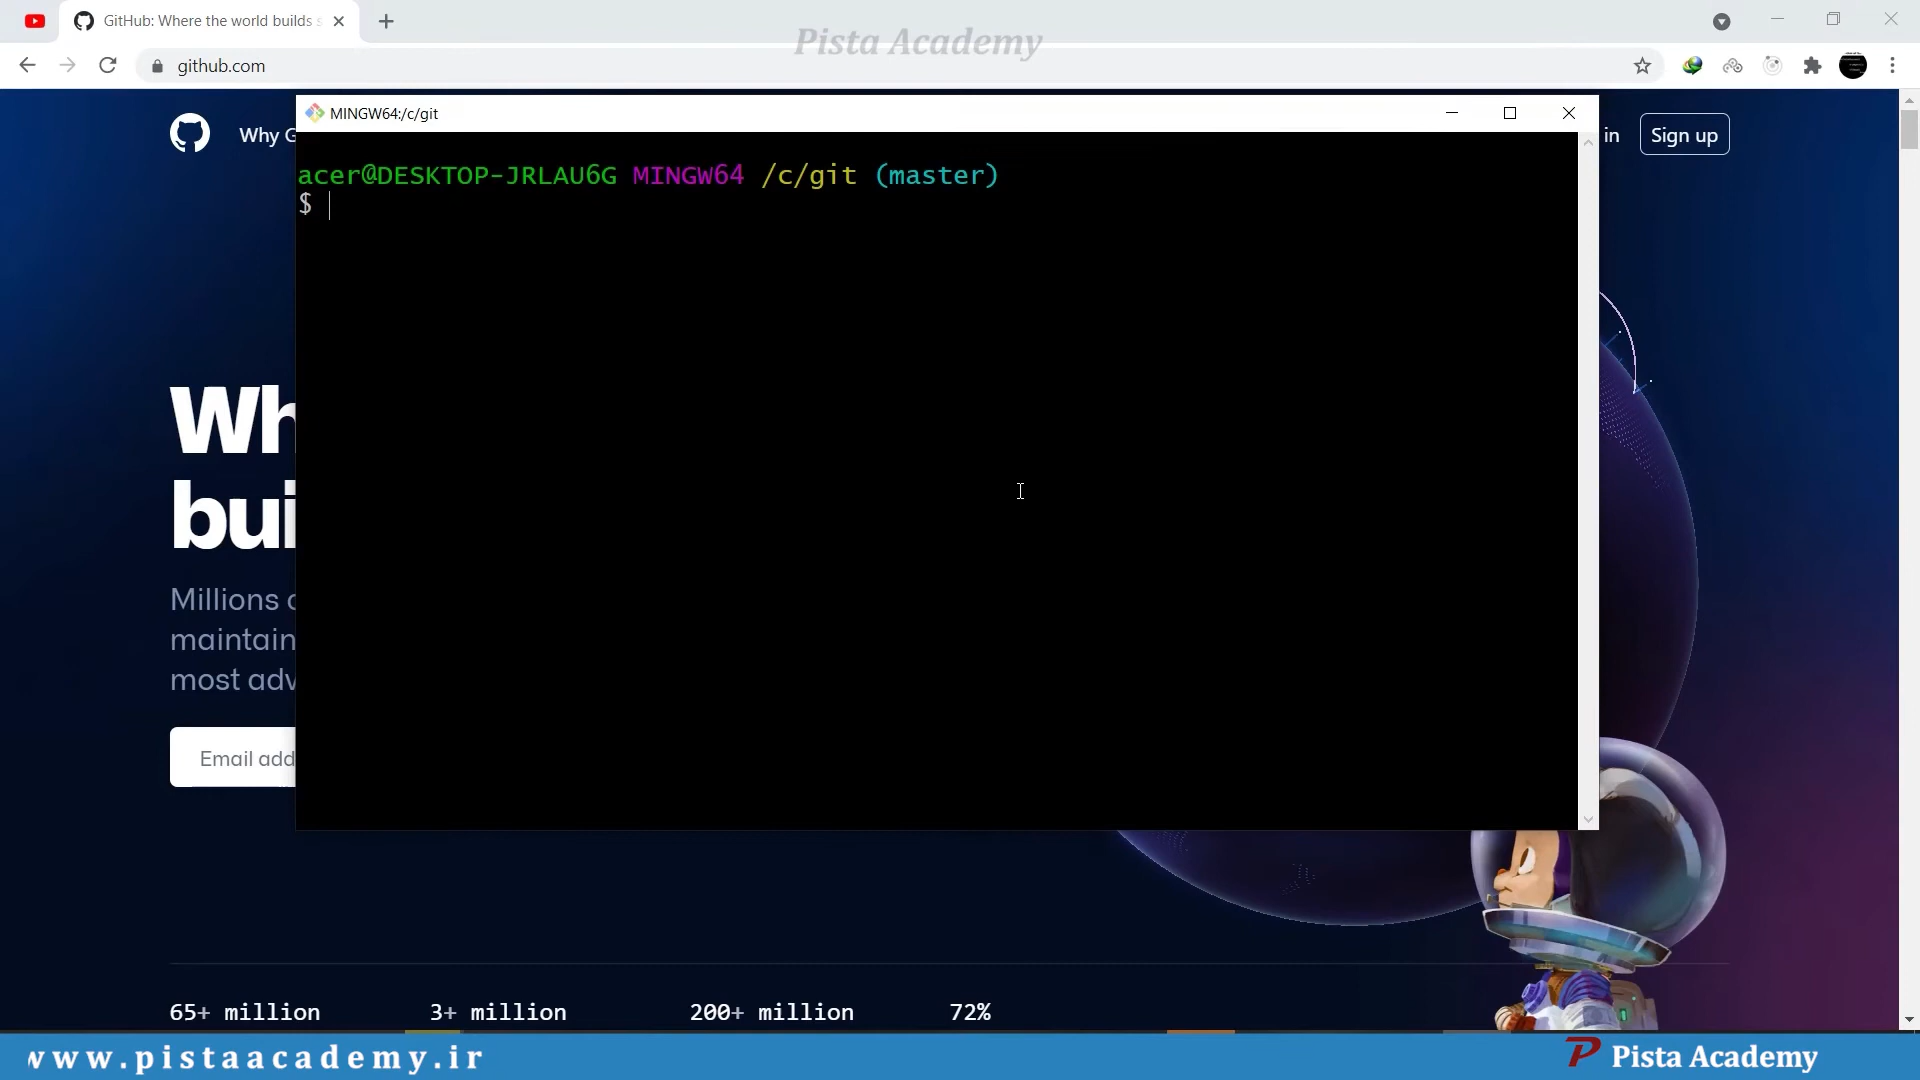 GitHub: Where the world builds s
Pista Academy
github.com
MINGW64:/c/git
Why G
in
Sign up
acer@DESKTOP-JRLAU6G MINGW64 /c/git (master)
$
Wh
bui
Millions
maintain
most adv
Email add
65+ million
3+ million
200+ million
72%
www.pistaacademy.ir
P Pista Academy